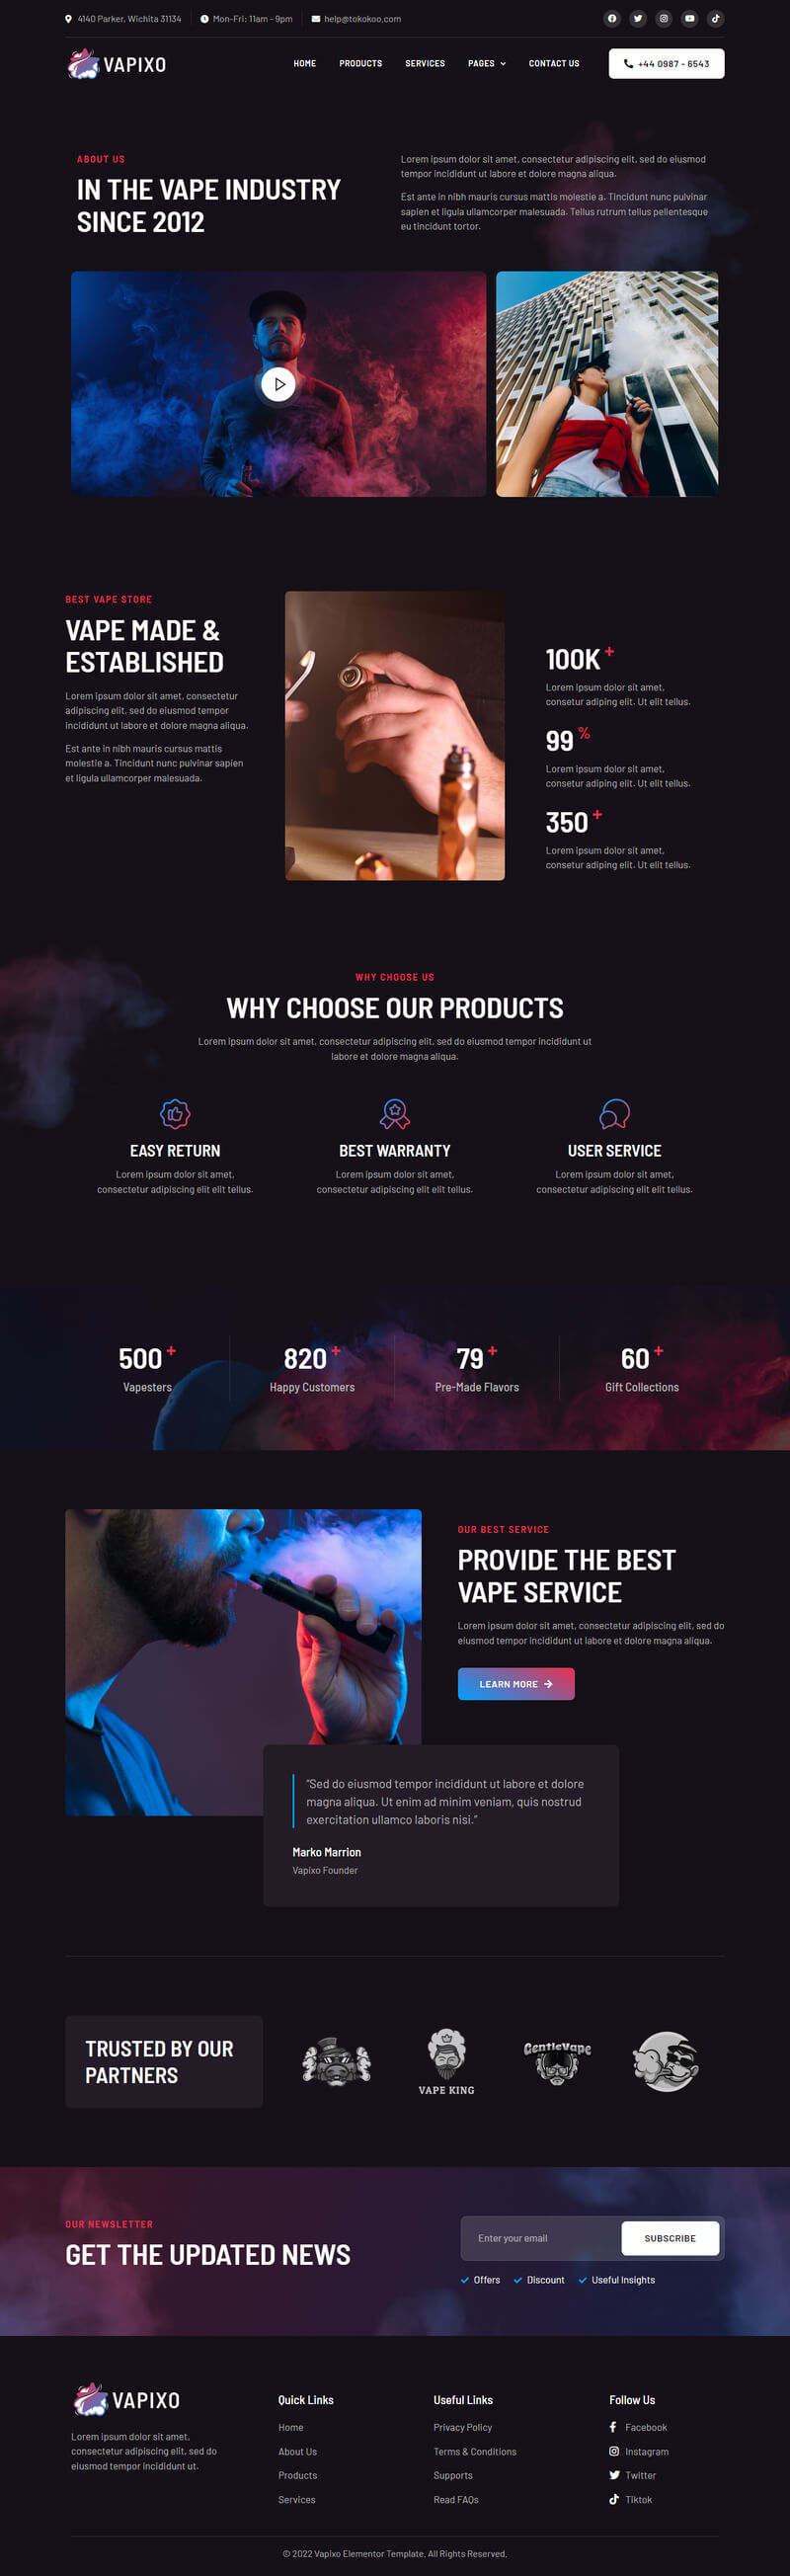 4140 Parker, Wichita 31134
Mon-Fri: 11am - 9pm
help@tokokoo.com
VAPIXO
HOME
PRODUCTS
SERVICES
PAGES
CONTACT US
+44 0987 - 6543
ABOUT US
IN THE VAPE INDUSTRY
SINCE 2012
Lorem ipsum dolor sit amet, consectetur adipiscing elit, sed do eiusmod
tempor incididunt ut labore et dolore magna aliqua.
Est ante in nibh mauris cursus mattis molestie a. Tincidunt nunc pulvinar
sapien et ligula ullamcorper malesuada. Tellus rutrum tellus pellentesque
eu tincidunt tortor.
BEST VAPE STORE
VAPE MADE &
ESTABLISHED
Lorem ipsum dolor sit amet, consectetur
adipiscing elit, sed do eiusmod tempor
incididunt ut labore et dolore magna aliqua.
Est ante in nibh mauris cursus mattis
molestie a. Tincidunt nunc pulvinar sapien
et ligula ullamcorper malesuada.
100K +
Lorem ipsum dolor sit amet,
consetur adiping elit. Ut elit tellus.
99 %
Lorem ipsum dolor sit amet,
consetur adiping elit. Ut elit tellus.
350 +
Lorem ipsum dolor sit amet,
consetur adiping elit. Ut elit tellus.
WHY CHOOSE US
WHY CHOOSE OUR PRODUCTS
Lorem ipsum dolor sit amet, consectetur adipiscing elit, sed do eiusmod tempor incididunt ut
labore et dolore magna aliqua.
EASY RETURN
Lorem ipsum dolor sit amet,
consectetur adipiscing elit elit tellus.
BEST WARRANTY
Lorem ipsum dolor sit amet,
consectetur adipiscing elit elit tellus.
USER SERVICE
Lorem ipsum dolor sit amet,
consectetur adipiscing elit elit tellus.
500 +
Vapesters
820 +
Happy Customers
79 +
Pre-Made Flavors
60 +
Gift Collections
OUR BEST SERVICE
PROVIDE THE BEST
VAPE SERVICE
Lorem ipsum dolor sit amet, consectetur adipiscing elit, sed do
eiusmod tempor incididunt ut labore et dolore magna aliqua.
LEARN MORE
"Sed do eiusmod tempor incididunt ut labore et dolore
magna aliqua. Ut enim ad minim veniam, quis nostrud
exercitation ullamco laboris nisi."
Marko Marrion
Vapixo Founder
TRUSTED BY OUR
PARTNERS
VAPE KING
GentleVape
OUR NEWSLETTER
GET THE UPDATED NEWS
Enter your email
SUBSCRIBE
Offers
Discount
Useful Insights
VAPIXO
Lorem ipsum dolor sit amet,
consectetur adipiscing elit, sed do
eiusmod tempor incididunt ut.
Quick Links
Home
About Us
Products
Services
Useful Links
Privacy Policy
Terms & Conditions
Supports
Read FAQs
Follow Us
Facebook
Instagram
Twitter
Tiktok
© 2022 Vapixo Elementor Template. All Rights Reserved.